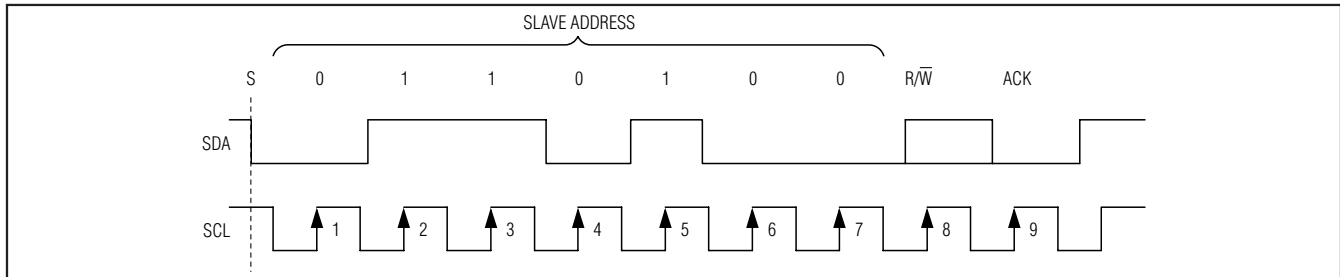 SLAVE ADDRESS
S 0 1 1 0 1 0 0 R/W̅ ACK
SDA
SCL 1 2 3 4 5 6 7 8 9